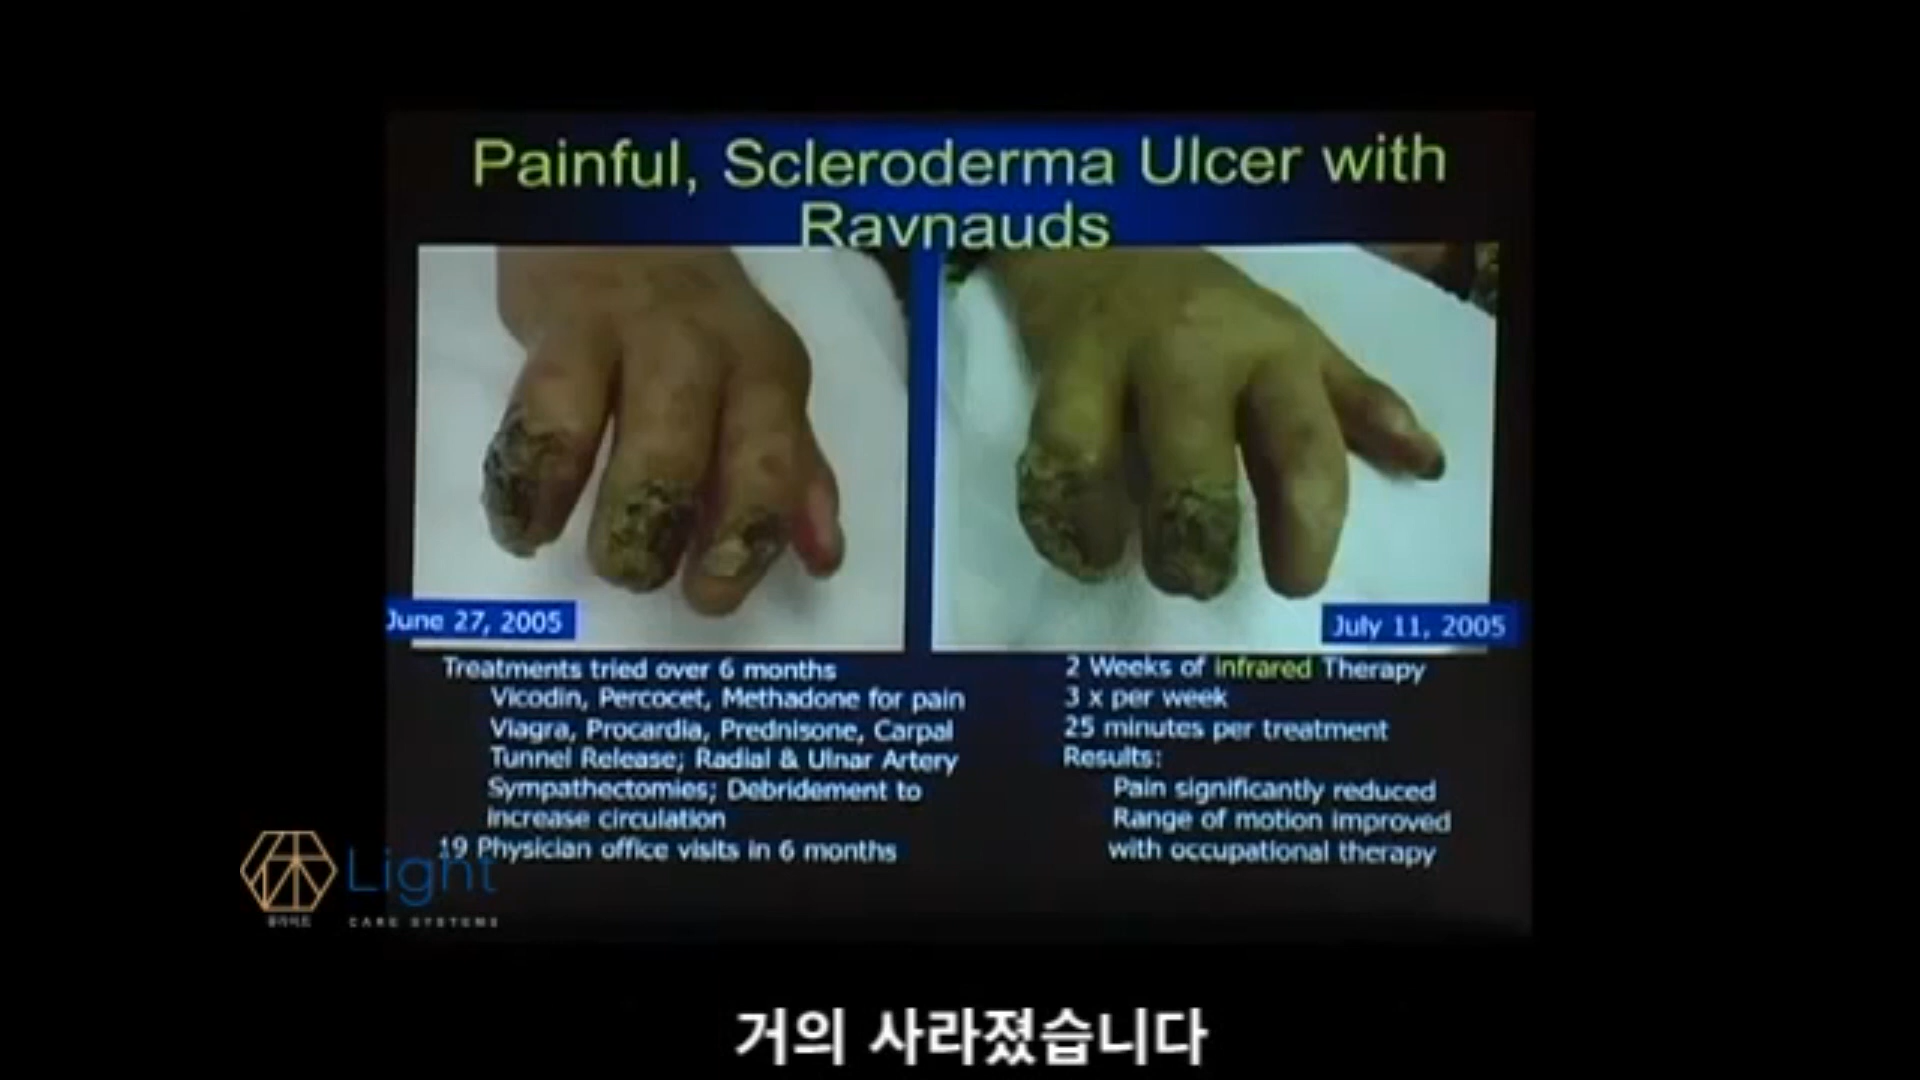 Painful, Scleroderma Ulcer with
Raynauds
June 27, 2005
July 11, 2005
Treatments tried over 6 months
Vicodin, Percocet, Methadone for pain
Viagra, Procardia, Prednisone, Carpal
Tunnel Release; Radial & Ulnar Artery
Sympathectomies; Debridement to
increase circulation
19 Physician office visits in 6 months
2 Weeks of infrared Therapy
3 x per week
25 minutes per treatment
Results:
Pain significantly reduced
Range of motion improved
with occupational therapy
休 Light
CARE SYSTEMS
거의 사라졌습니다